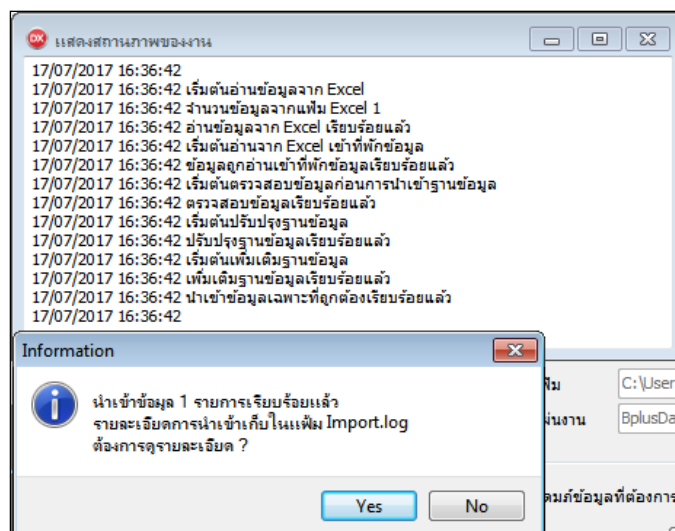 แสดงสถานภาพของงาน
17/07/2017 16:36:42
17/07/2017 16:36:42 เริ่มต้นอ่านข้อมูลจาก Excel
17/07/2017 16:36:42 จำนวนข้อมูลจากแฟ้ม Excel 1
17/07/2017 16:36:42 อ่านข้อมูลจาก Excel เรียบร้อยแล้ว
17/07/2017 16:36:42 เริ่มต้นอ่านจาก Excel เข้าที่พักข้อมูล
17/07/2017 16:36:42 ข้อมูลถูกอ่านเข้าที่พักข้อมูลเรียบร้อยแล้ว
17/07/2017 16:36:42 เริ่มต้นตรวจสอบข้อมูลก่อนการนำเข้าฐานข้อมูล
17/07/2017 16:36:42 ตรวจสอบข้อมูลเรียบร้อยแล้ว
17/07/2017 16:36:42 เริ่มต้นปรับปรุงฐานข้อมูล
17/07/2017 16:36:42 ปรับปรุงฐานข้อมูลเรียบร้อยแล้ว
17/07/2017 16:36:42 เริ่มต้นเพิ่มเติมฐานข้อมูล
17/07/2017 16:36:42 เพิ่มเติมฐานข้อมูลเรียบร้อยแล้ว
17/07/2017 16:36:42 นำเข้าข้อมูลเฉพาะที่ถูกต้องเรียบร้อยแล้ว
17/07/2017 16:36:42
Information
นำเข้าข้อมูล 1 รายการเรียบร้อยแล้ว
รายละเอียดการนำเข้าเก็บในแฟ้ม Import.log
ต้องการดูรายละเอียด ?
Yes No
ฟ้ม C:\User
ผ่นงาน BplusDa
ดมภ์ข้อมูลที่ต้องการ